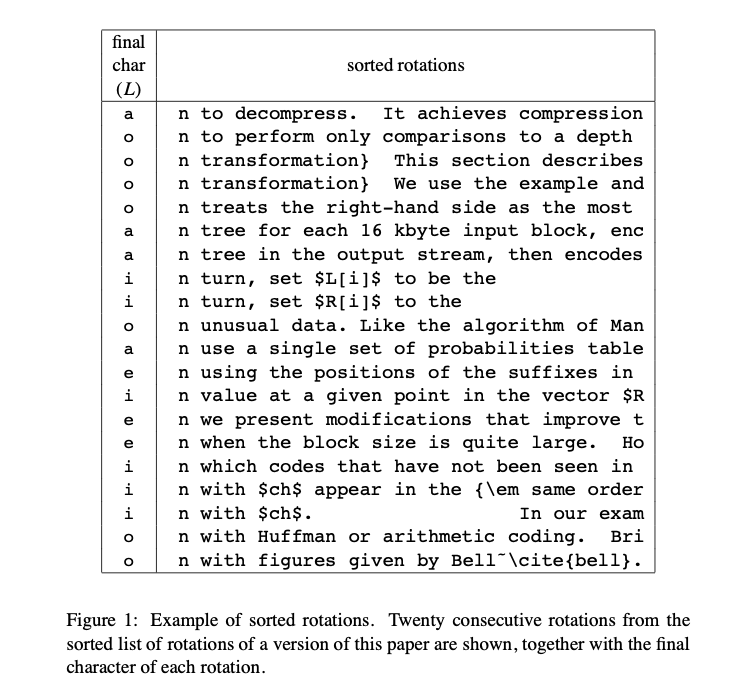 final
char
(L)
sorted rotations
a n to decompress.  It achieves compression
o n to perform only comparisons to a depth
o n transformation}  This section describes
o n transformation}  We use the example and
o n treats the right-hand side as the most
a n tree for each 16 kbyte input block, enc
a n tree in the output stream, then encodes
i n turn, set $L[i]$ to be the
i n turn, set $R[i]$ to the
o n unusual data. Like the algorithm of Man
a n use a single set of probabilities table
e n using the positions of the suffixes in
i n value at a given point in the vector $R
e n we present modifications that improve t
e n when the block size is quite large.  Ho
i n which codes that have not been seen in
i n with $ch$ appear in the {\em same order
i n with $ch$.                  In our exam
o n with Huffman or arithmetic coding.  Bri
o n with figures given by Bell~\cite{bell}.
Figure 1: Example of sorted rotations. Twenty consecutive rotations from the
sorted list of rotations of a version of this paper are shown, together with the final
character of each rotation.